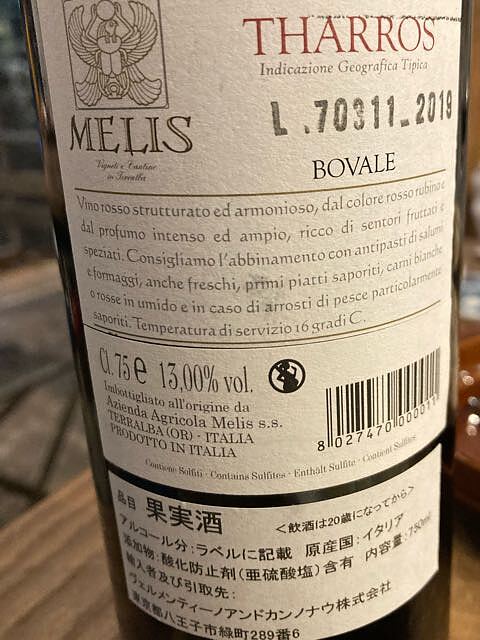 THARROS
Indicazione Geografica Tipica
L.70311_2019
MELIS
Vigneti e Cantine
in Terralba
BOVALE
Vino rosso strutturato ed armonioso, dal colore rosso rubino e
dal profumo intenso ed ampio, ricco di sentori fruttati e
speziati. Consigliamo l'abbinamento con antipasti di salumi
e formaggi, anche freschi, primi piatti saporiti, carni bianche
o rosse in umido e in caso di arrosti di pesce particolarmente
saporiti. Temperatura di servizio 16 gradi C.
Cl. 75 e 13,00% vol.
Imbottigliato all'origine da
Azienda Agricola Melis s.s.
TERRALBA (OR) - ITALIA
PRODOTTO IN ITALIA
8 027470 000011
Contiene Solfiti · Contains Sulfites · Enthält Sulfite · Contient Sulfites
品目 果実酒 <飲酒は20歳になってから>
アルコール分:ラベルに記載 原産国:イタリア
添加物:酸化防止剤(亜硫酸塩)含有 内容量:750ml
輸入者及び引取先:
ヴェルメンティーノアンドカンノナウ株式会社
東京都八王子市緑町289番6